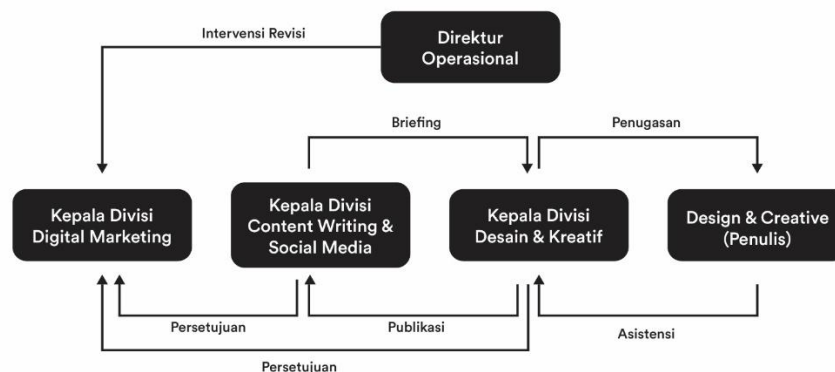 Intervensi Revisi
Direktur
Operasional
Briefing
Penugasan
Kepala Divisi
Digital Marketing
Kepala Divisi
Content Writing &
Social Media
Kepala Divisi
Desain & Kreatif
Design & Creative
(Penulis)
Persetujuan
Publikasi
Asistensi
Persetujuan